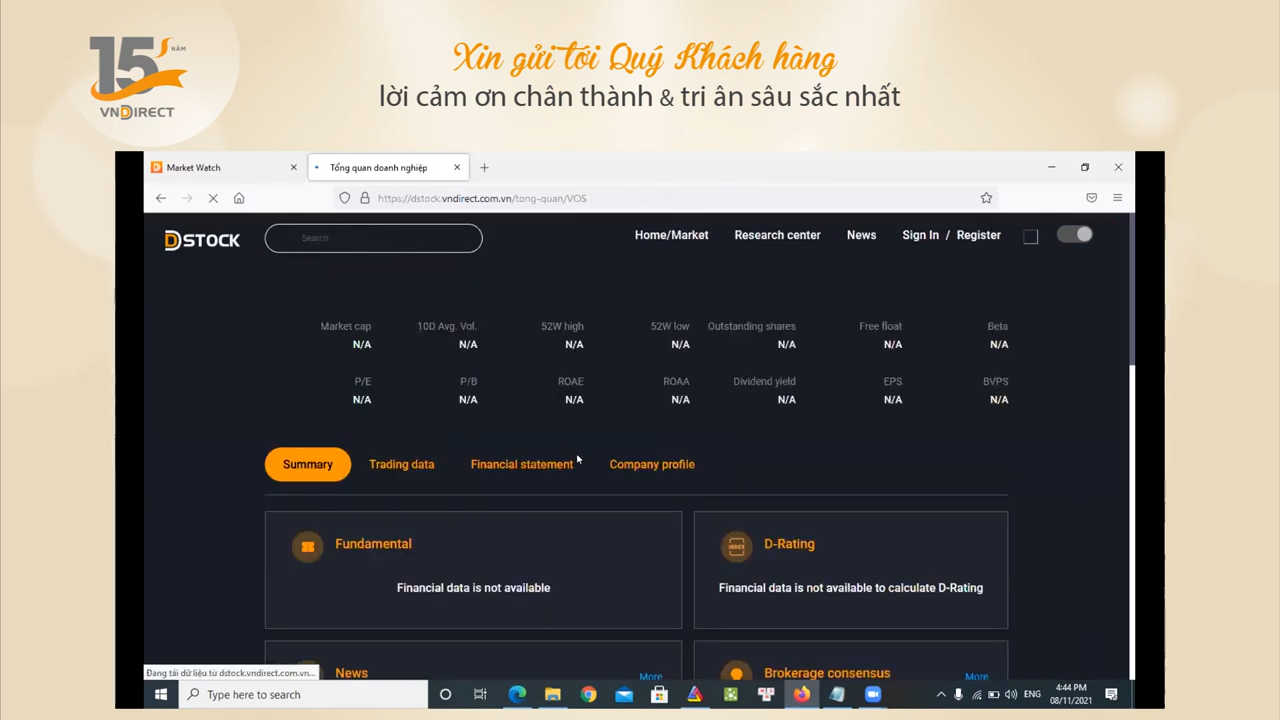 15 NĂM
VNDIRECT
Xin gửi tới Quý Khách hàng
lời cảm ơn chân thành & tri ân sâu sắc nhất
Market Watch
Tổng quan doanh nghiệp
https://dstock.vndirect.com.vn/tong-quan/VOS
DSTOCK
Search
Home/Market
Research center
News
Sign In / Register
Market cap
10D Avg. Vol.
52W high
52W low
Outstanding shares
Free float
Beta
N/A
N/A
N/A
N/A
N/A
N/A
N/A
P/E
P/B
ROAE
ROAA
Dividend yield
EPS
BVPS
N/A
N/A
N/A
N/A
N/A
N/A
N/A
Summary
Trading data
Financial statement
Company profile
Fundamental
Financial data is not available
D-Rating
Financial data is not available to calculate D-Rating
News
More
Brokerage consensus
More
Đang tải dữ liệu từ dstock.vndirect.com.vn...
Type here to search
ENG
4:44 PM
08/11/2021